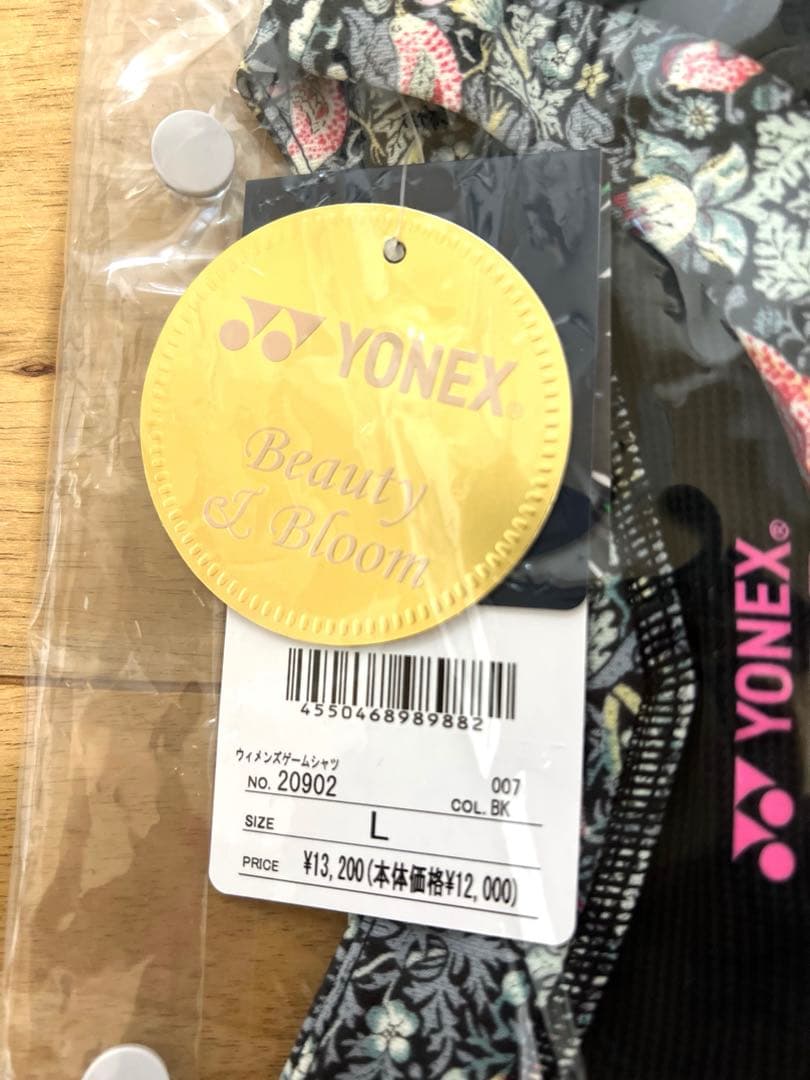 YONEX®
Beauty
& Bloom
4550468989882
ウィメンズゲームシャツ
NO. 20902
007
COL. BK
SIZE L
PRICE ¥13,200(本体価格¥12,000)
YONEX®